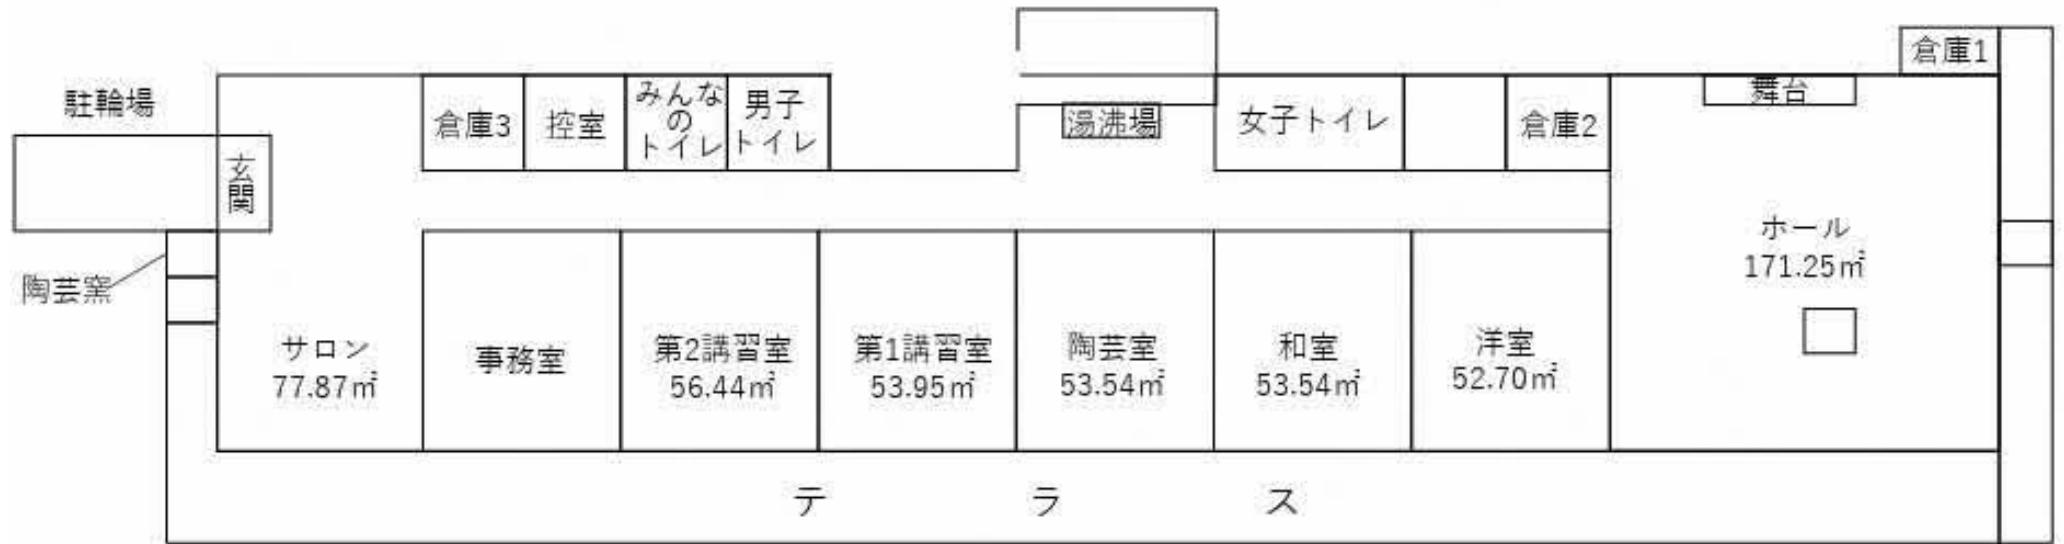 倉庫1
駐輪場
倉庫3
控室
みんな
の
トイレ
男子
トイレ
湯沸場
女子トイレ
倉庫2
舞台
玄関
ホール
171.25㎡
陶芸窯
サロン
77.87㎡
事務室
第2講習室
56.44㎡
第1講習室
53.95㎡
陶芸室
53.54㎡
和室
53.54㎡
洋室
52.70㎡
テラス